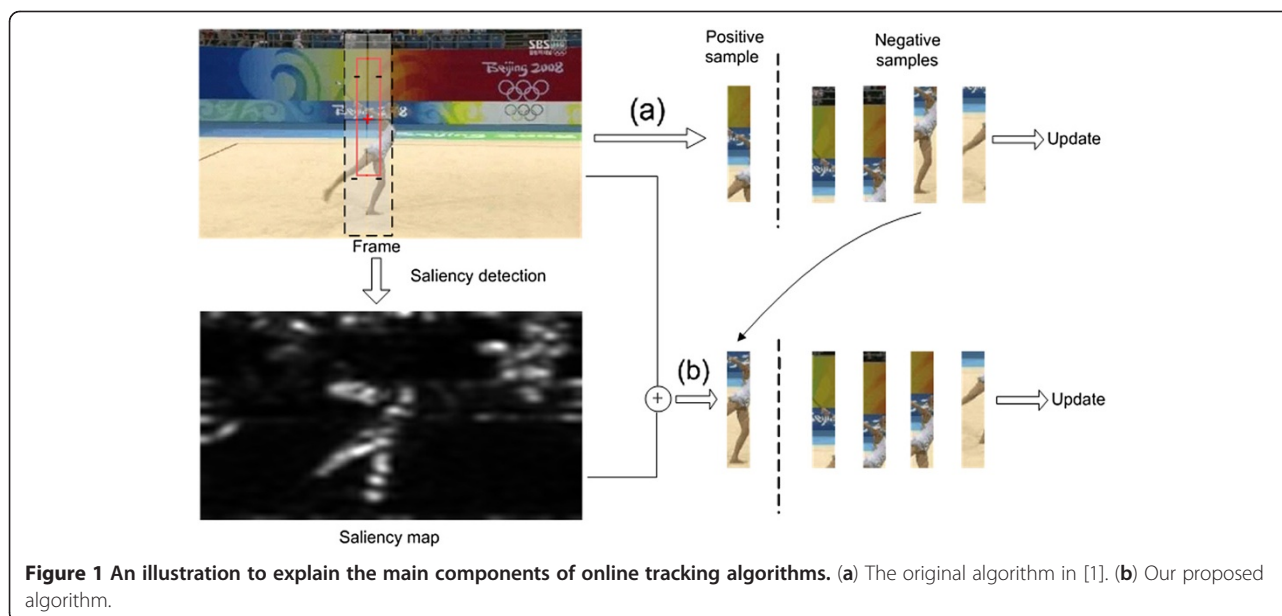 SBS
Beijing 2008
Frame
Saliency detection
Saliency map
(a)
Positive
sample
Negative
samples
Update
(b)
+
Update
Figure 1 An illustration to explain the main components of online tracking algorithms. (a) The original algorithm in [1]. (b) Our proposed
algorithm.